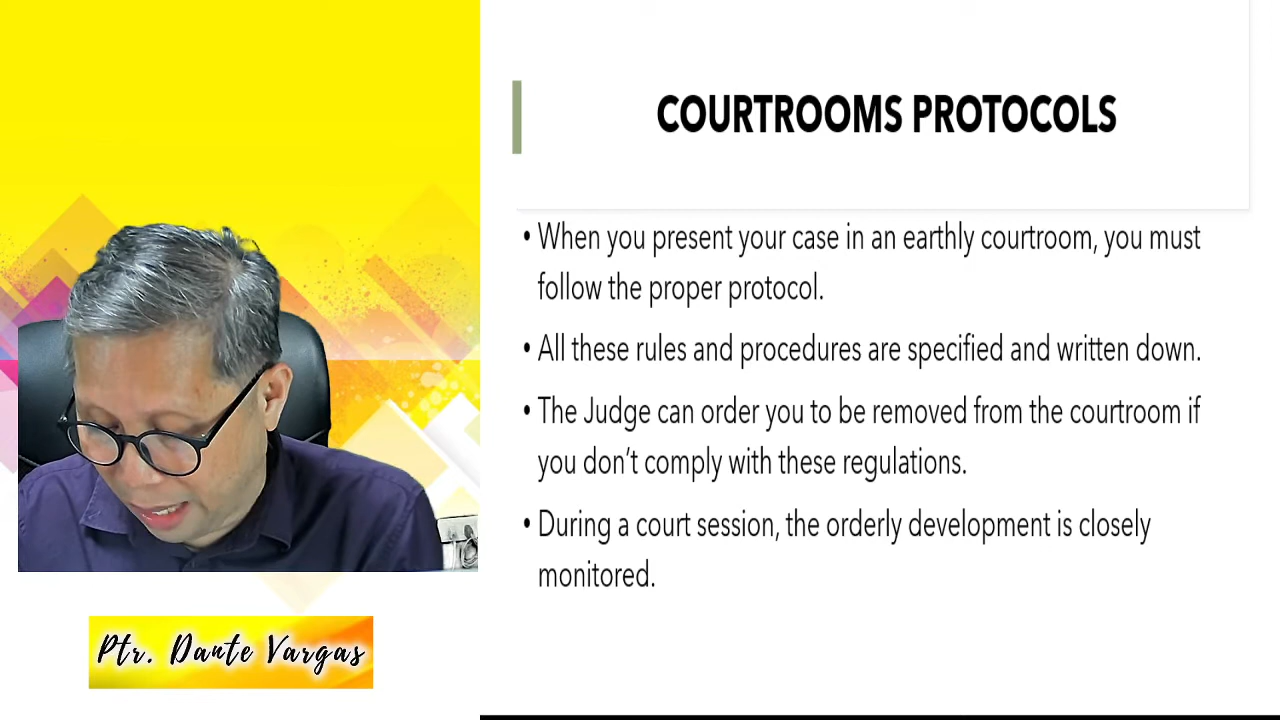 COURTROOMS PROTOCOLS
• When you present your case in an earthly courtroom, you must
follow the proper protocol.
• All these rules and procedures are specified and written down.
• The Judge can order you to be removed from the courtroom if
you don’t comply with these regulations.
• During a court session, the orderly development is closely
monitored.
Ptr. Dante Vargas